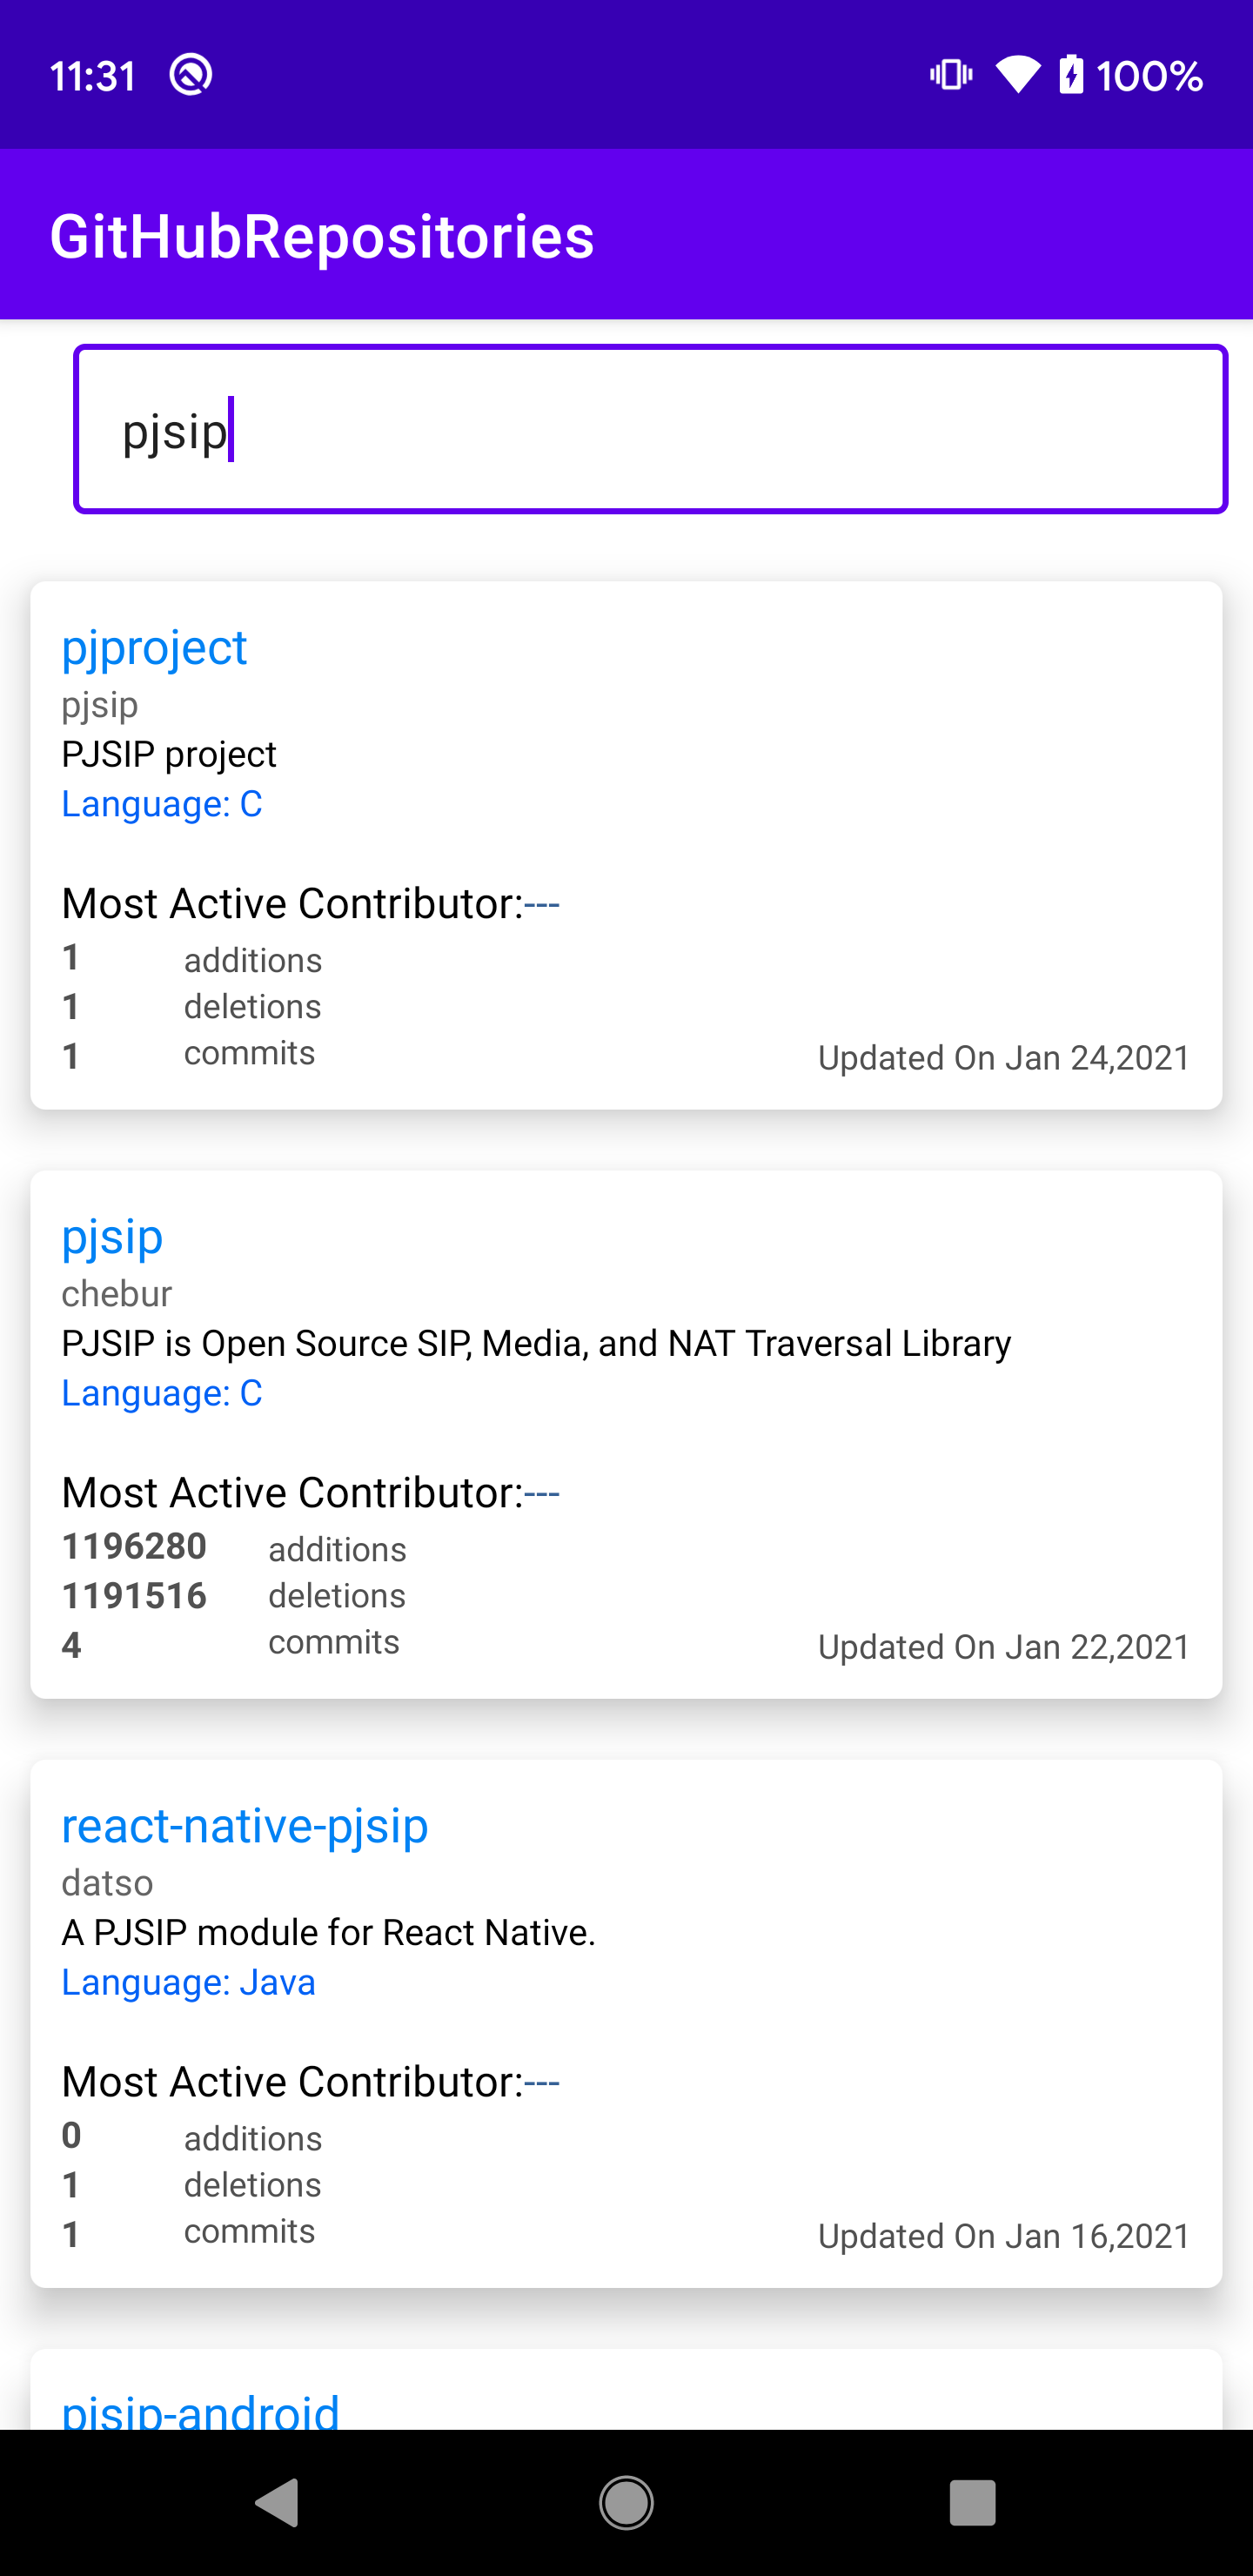 11:31 100%
GitHubRepositories
pjsip
pjproject
pjsip
PJSIP project
Language: C
Most Active Contributor:---
1 additions
1 deletions
1 commits Updated On Jan 24,2021
pjsip
chebur
PJSIP is Open Source SIP, Media, and NAT Traversal Library
Language: C
Most Active Contributor:---
1196280 additions
1191516 deletions
4 commits Updated On Jan 22,2021
react-native-pjsip
datso
A PJSIP module for React Native.
Language: Java
Most Active Contributor:---
0 additions
1 deletions
1 commits Updated On Jan 16,2021
pjsip-android